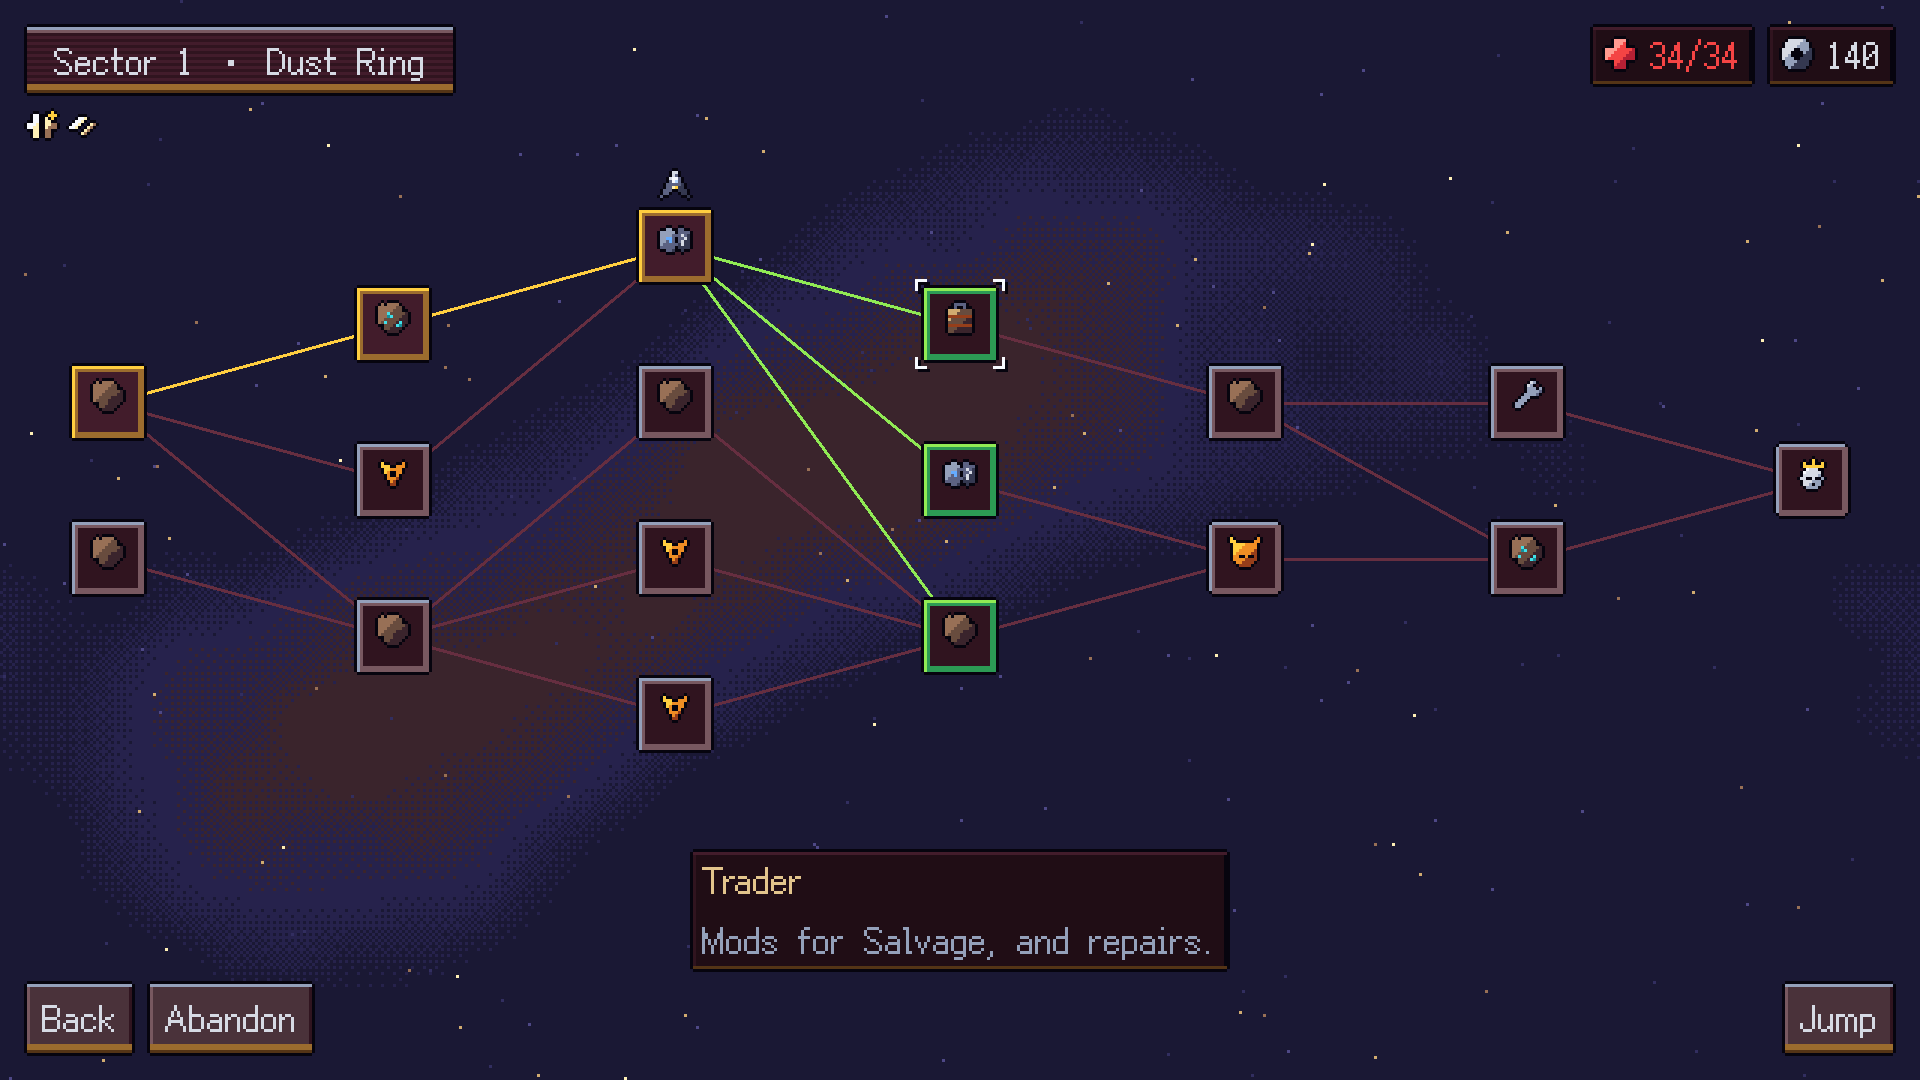 Sector 1 · Dust Ring
34/34
140
Trader
Mods for Salvage, and repairs.
Back
Abandon
Jump